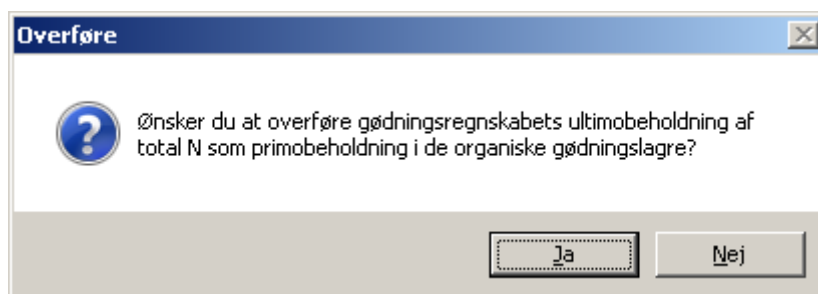 Overføre
Ønsker du at overføre gødningsregnskabets ultimobeholdning af
total N som primobeholdning i de organiske gødningslagre?
Ja
Nej